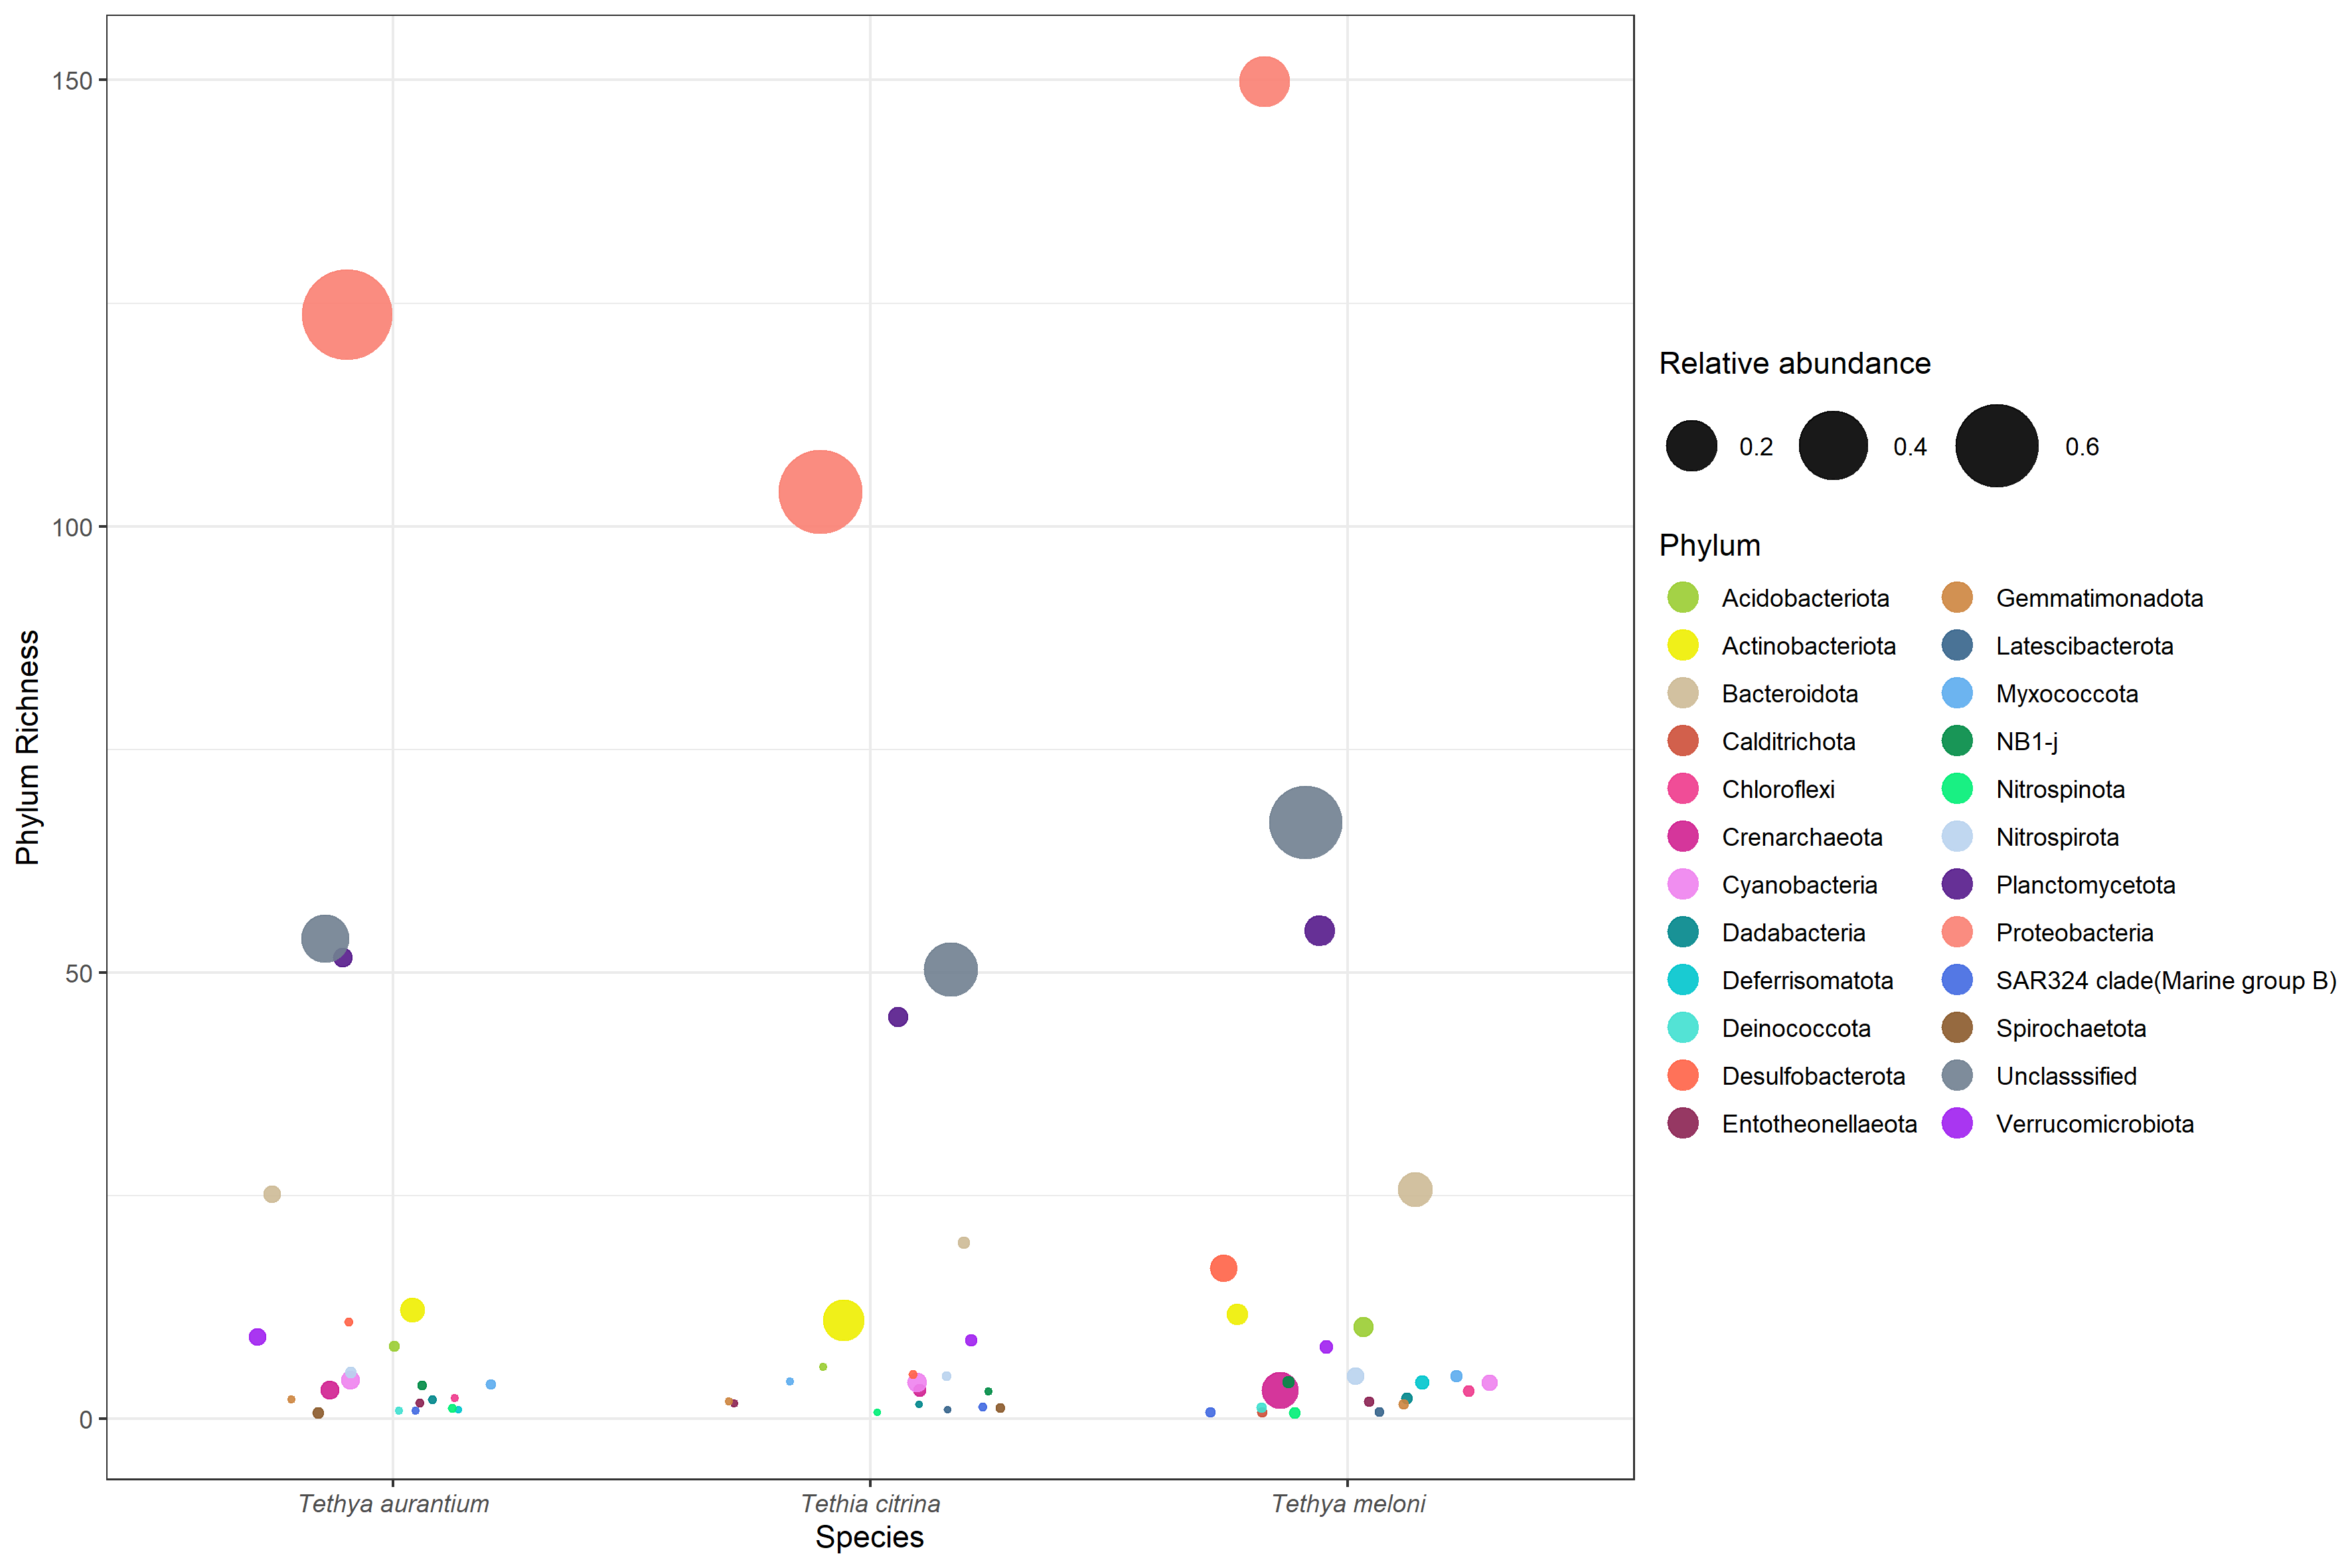 150
100
50
0
Phylum Richness
Tethya aurantium
Tethia citrina
Tethya meloni
Species
Relative abundance
0.2 0.4 0.6
Phylum
Acidobacteriota
Actinobacteriota
Bacteroidota
Calditrichota
Chloroflexi
Crenarchaeota
Cyanobacteria
Dadabacteria
Deferrisomatota
Deinococcota
Desulfobacterota
Entotheonellaeota
Gemmatimonadota
Latescibacterota
Myxococcota
NB1-j
Nitrospinota
Nitrospirota
Planctomycetota
Proteobacteria
SAR324 clade(Marine group B)
Spirochaetota
Unclasssified
Verrucomicrobiota